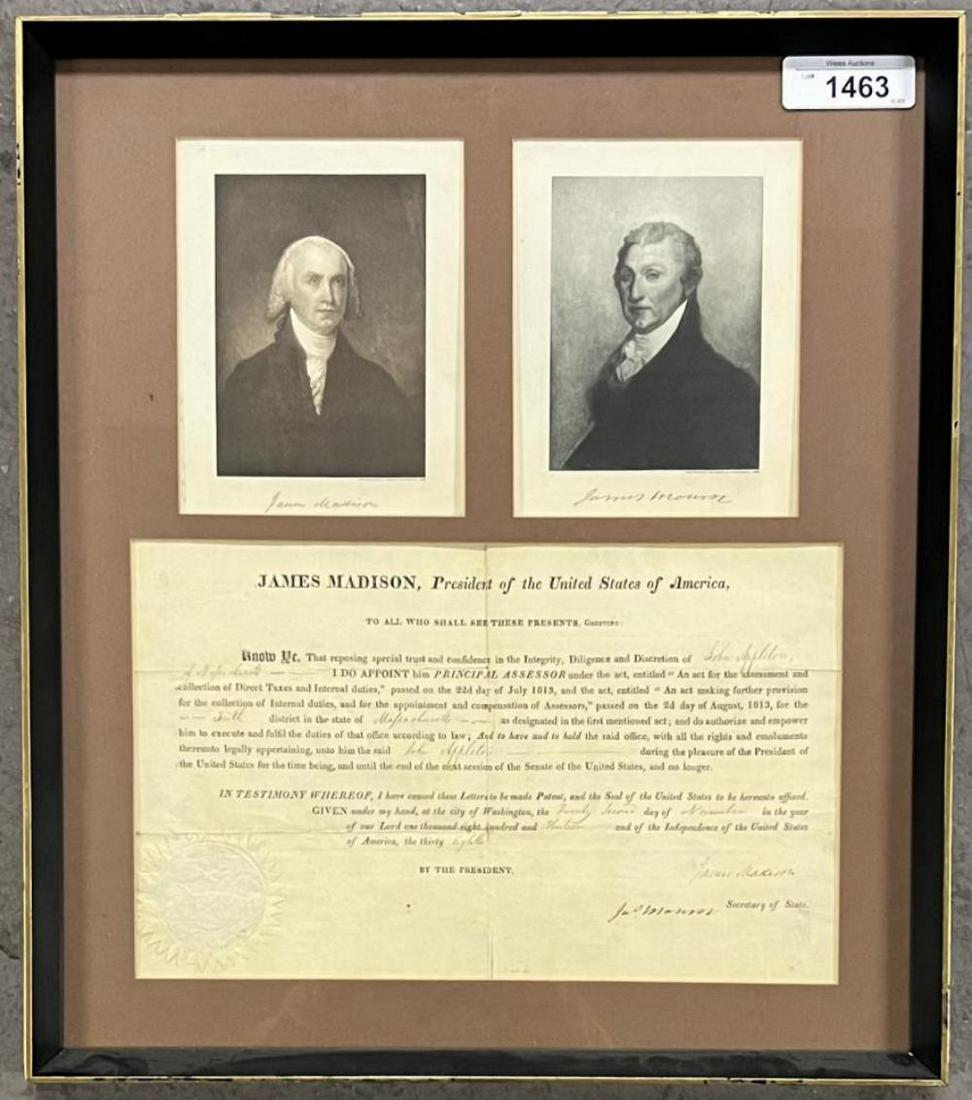 Weiss Auctions
Lot#
1463
James Madison
James Monroe
JAMES MADISON, President of the United States of America,
TO ALL WHO SHALL SEE THESE PRESENTS, GREETING:
Know Ye, That reposing special trust and confidence in the Integrity, Diligence and Discretion of John Appleton,
of Massachusetts I DO APPOINT him PRINCIPAL ASSESSOR under the act, entitled "An act for the assessment and
collection of Direct Taxes and Internal duties," passed on the 22d day of July 1813, and the act, entitled "An act making further provision
for the collection of Internal duties, and for the appointment and compensation of Assessors," passed on the 2d day of August, 1813, for the
district in the state of Massachusetts as designated in the first mentioned act; and do authorize and empower
him to execute and fulfil the duties of that office according to law; And to have and to hold the said office, with all the rights and emoluments
thereunto legally appertaining, unto him the said John Appleton during the pleasure of the President of
the United States for the time being, and until the end of the next session of the Senate of the United States, and no longer.
IN TESTIMONY WHEREOF, I have caused these Letters to be made Patent, and the Seal of the United States to be hereunto affixed.
GIVEN under my hand, at the city of Washington, the Twenty Second day of November in the year
of our Lord one thousand eight hundred and thirteen and of the Independence of the United States
of America, the thirty eighth
BY THE PRESIDENT,
James Madison
Jas Monroe Secretary of State.